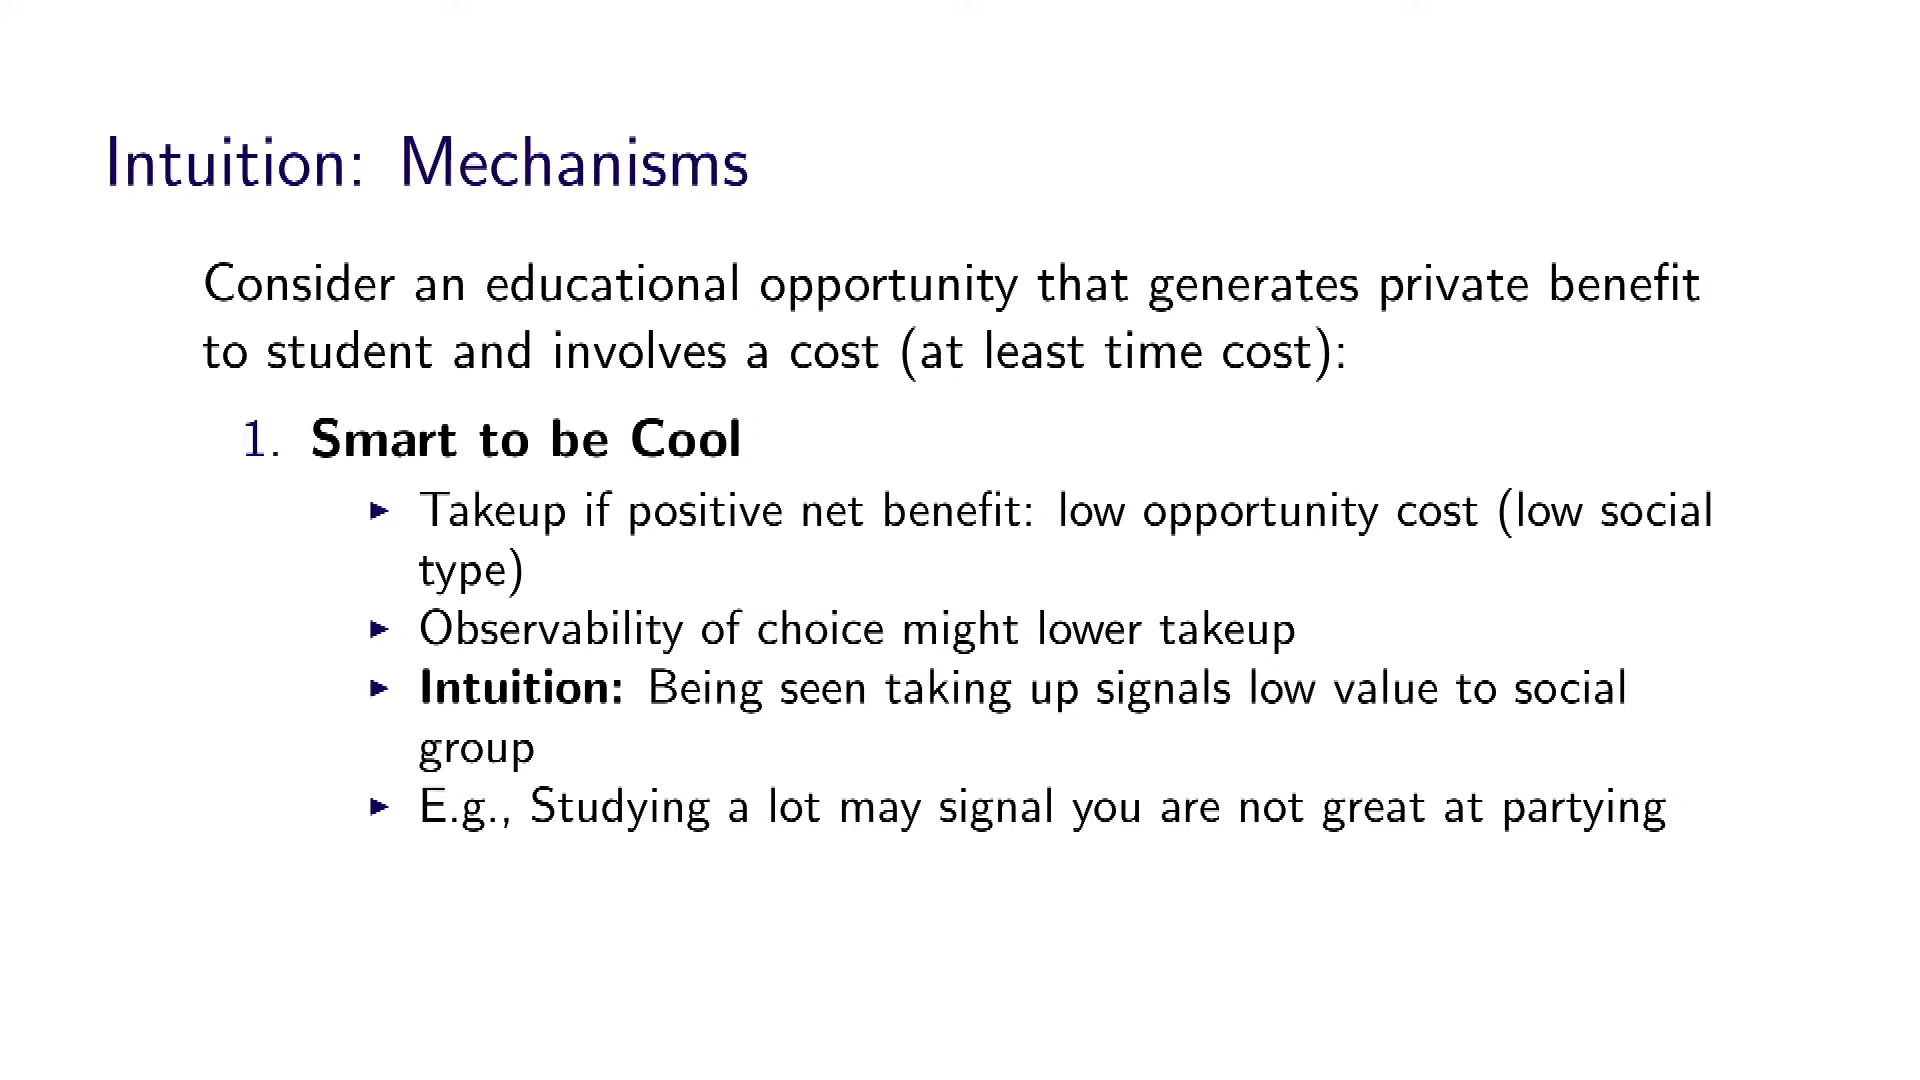 Intuition: Mechanisms
Consider an educational opportunity that generates private benefit
to student and involves a cost (at least time cost):
1. Smart to be Cool
▶ Takeup if positive net benefit: low opportunity cost (low social
type)
▶ Observability of choice might lower takeup
▶ Intuition: Being seen taking up signals low value to social
group
▶ E.g., Studying a lot may signal you are not great at partying